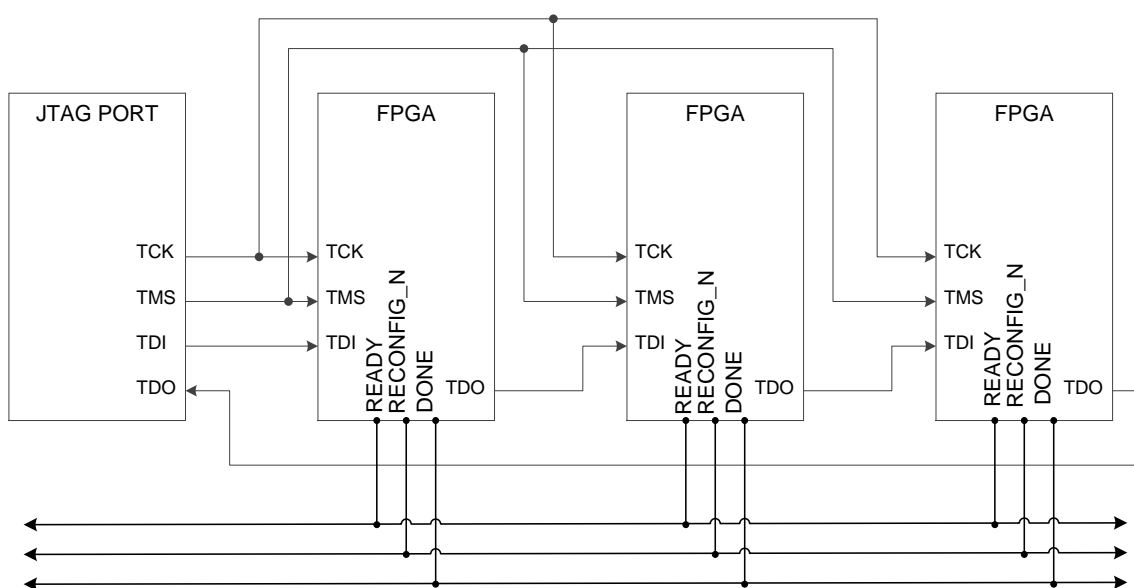 JTAG PORT
TCK
TMS
TDI
TDO
FPGA
TCK
TMS
TDI
READY
RECONFIG_N
DONE
TDO
FPGA
TCK
TMS
TDI
READY
RECONFIG_N
DONE
TDO
FPGA
TCK
TMS
TDI
READY
RECONFIG_N
DONE
TDO